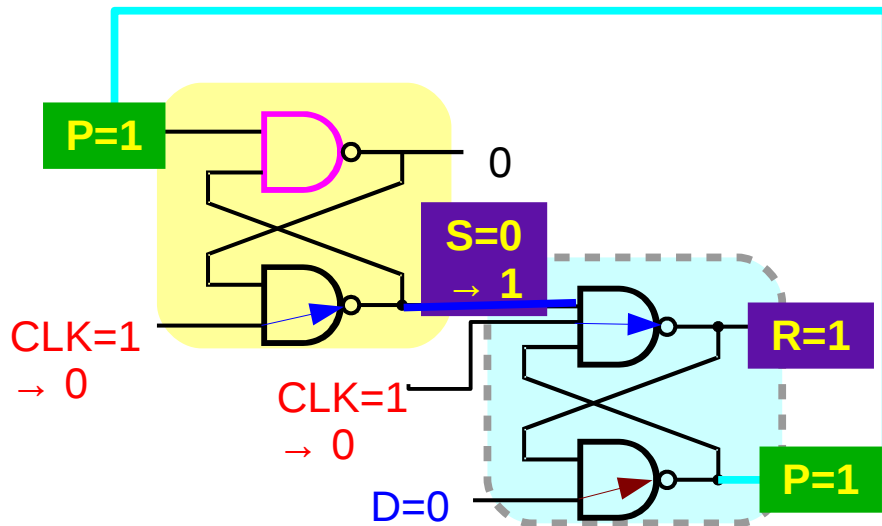 P=1
0
S=0
→ 1
CLK=1
→ 0
R=1
CLK=1
→ 0
P=1
D=0